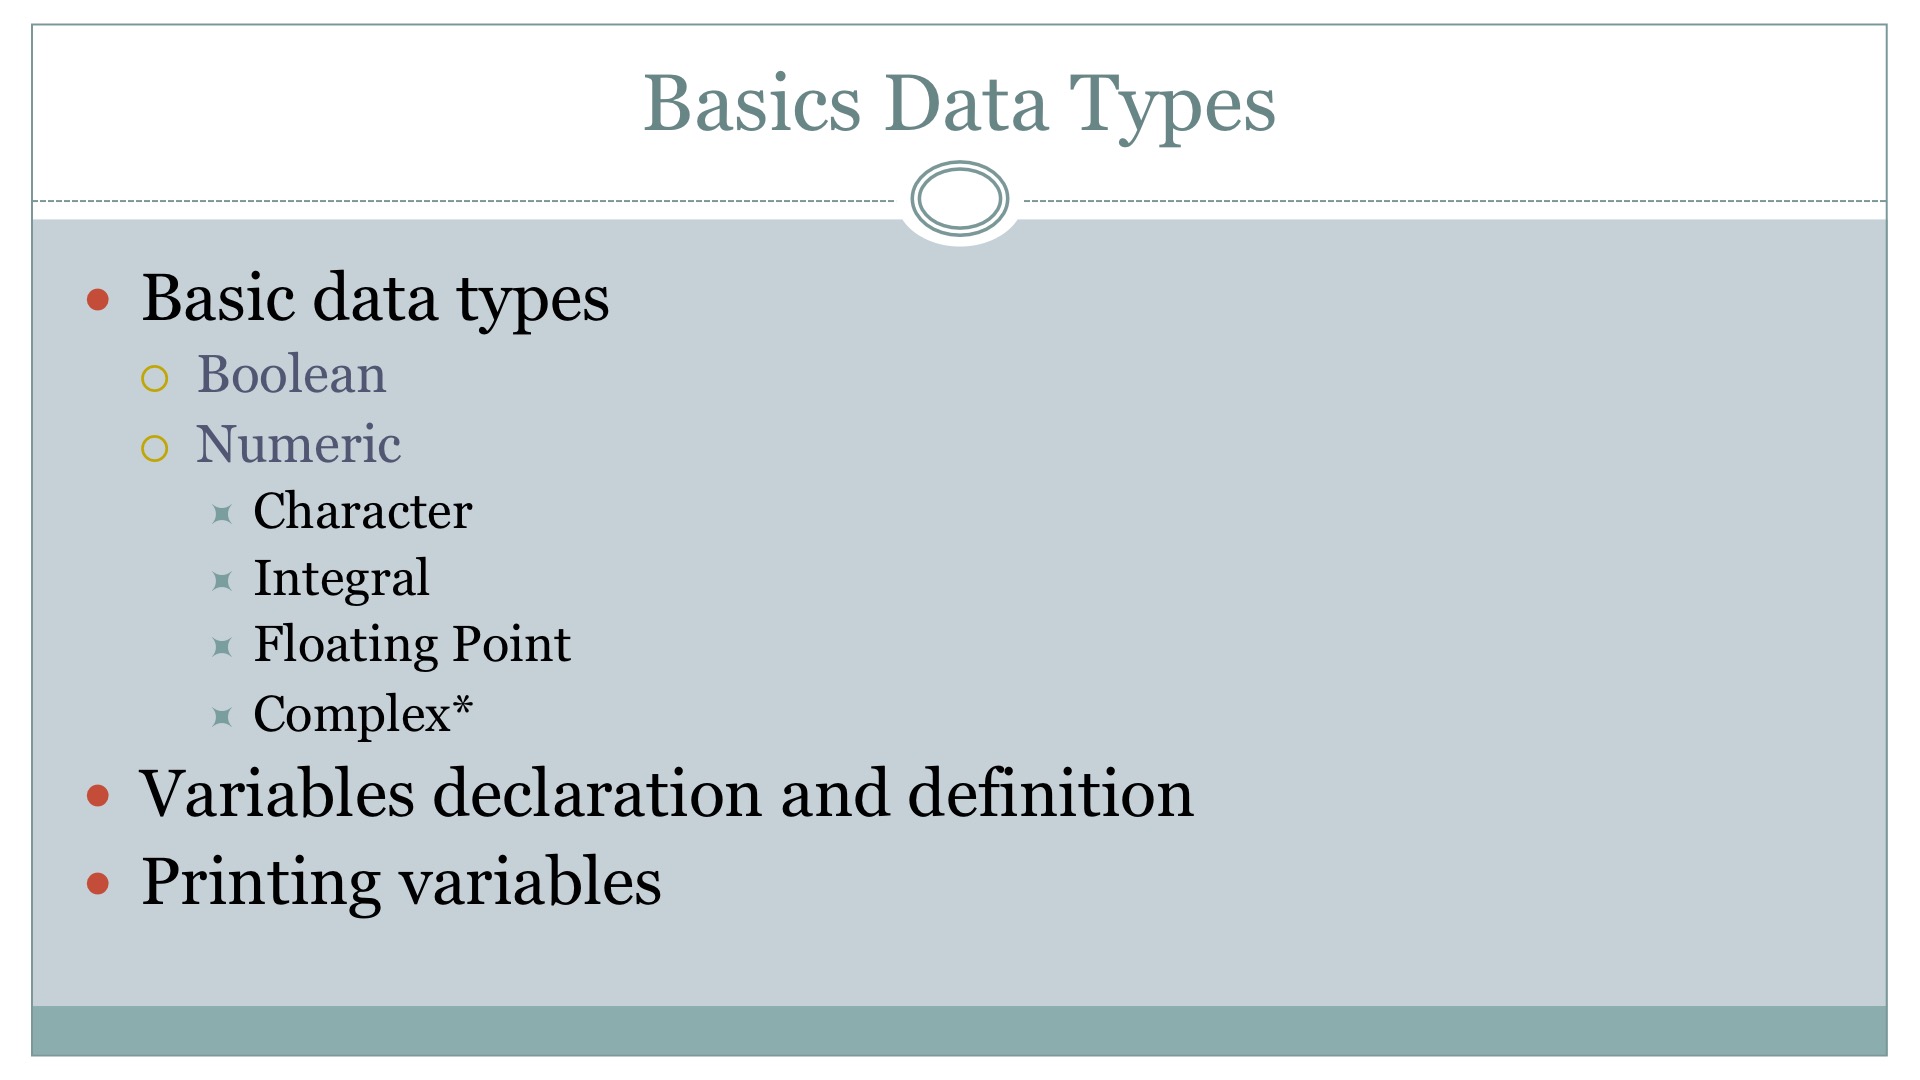 Basics Data Types
Basic data types
Boolean
Numeric
Character
Integral
Floating Point
Complex*
Variables declaration and definition
Printing variables